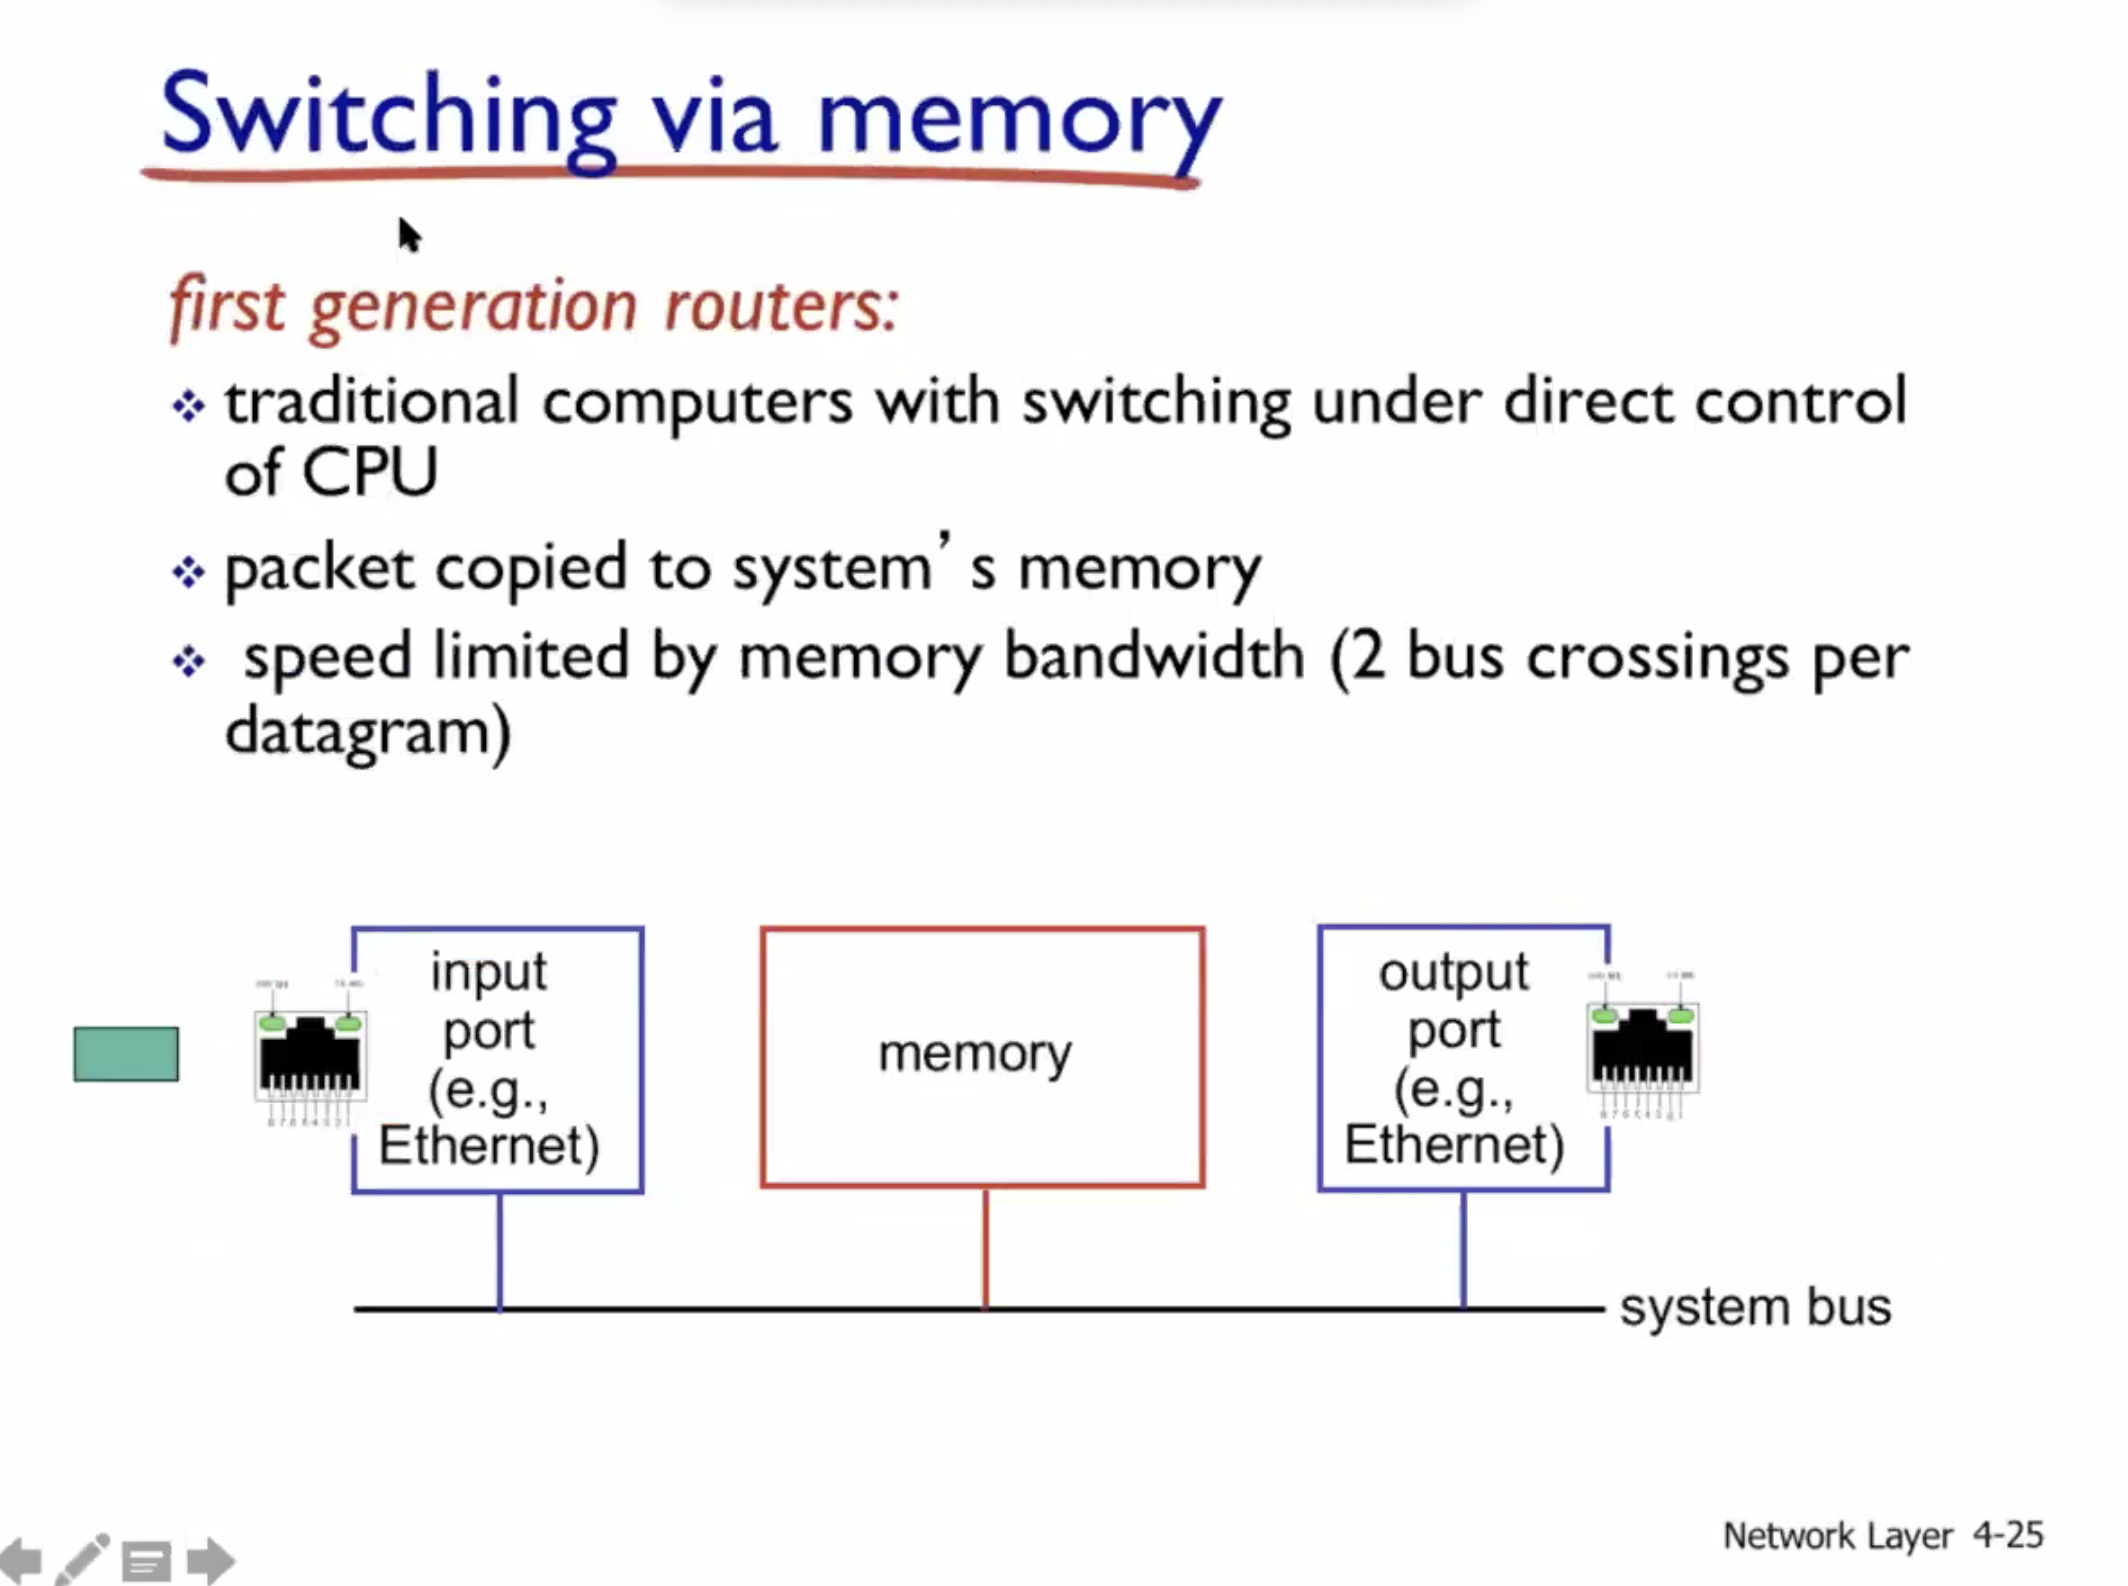 Switching via memory
first generation routers:
❖ traditional computers with switching under direct control
of CPU
❖ packet copied to system’ s memory
❖ speed limited by memory bandwidth (2 bus crossings per
datagram)
input
port
(e.g.,
Ethernet)
memory
output
port
(e.g.,
Ethernet)
system bus
Network Layer 4-25